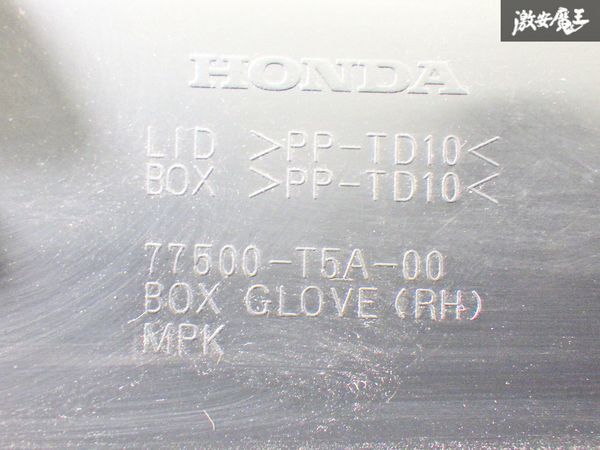 激安魔王
HONDA
LID >PP-TD10<
BOX >PP-TD10<
77500-T5A-00
BOX GLOVE(RH)
MPK